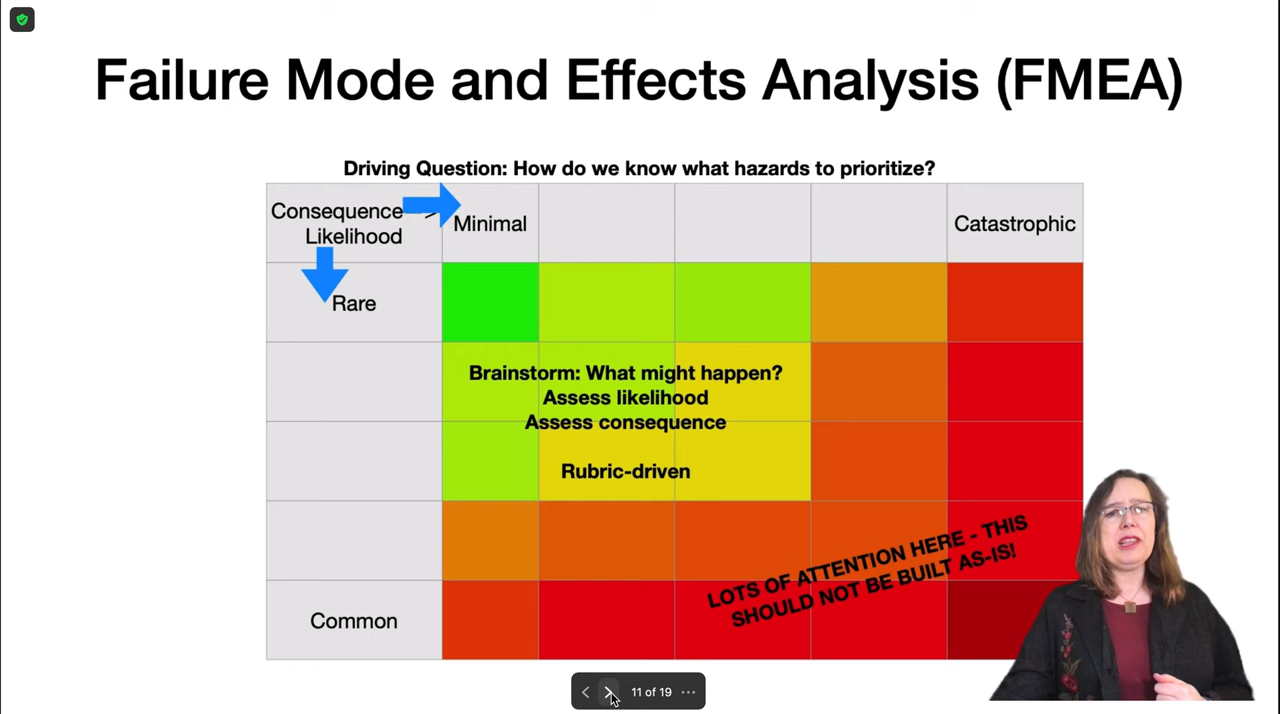 Failure Mode and Effects Analysis (FMEA)
Driving Question: How do we know what hazards to prioritize?
Consequence
Likelihood
Minimal
Catastrophic
Rare
Brainstorm: What might happen?
Assess likelihood
Assess consequence
Rubric-driven
LOTS OF ATTENTION HERE - THIS
SHOULD NOT BE BUILT AS-IS!
Common
11 of 19